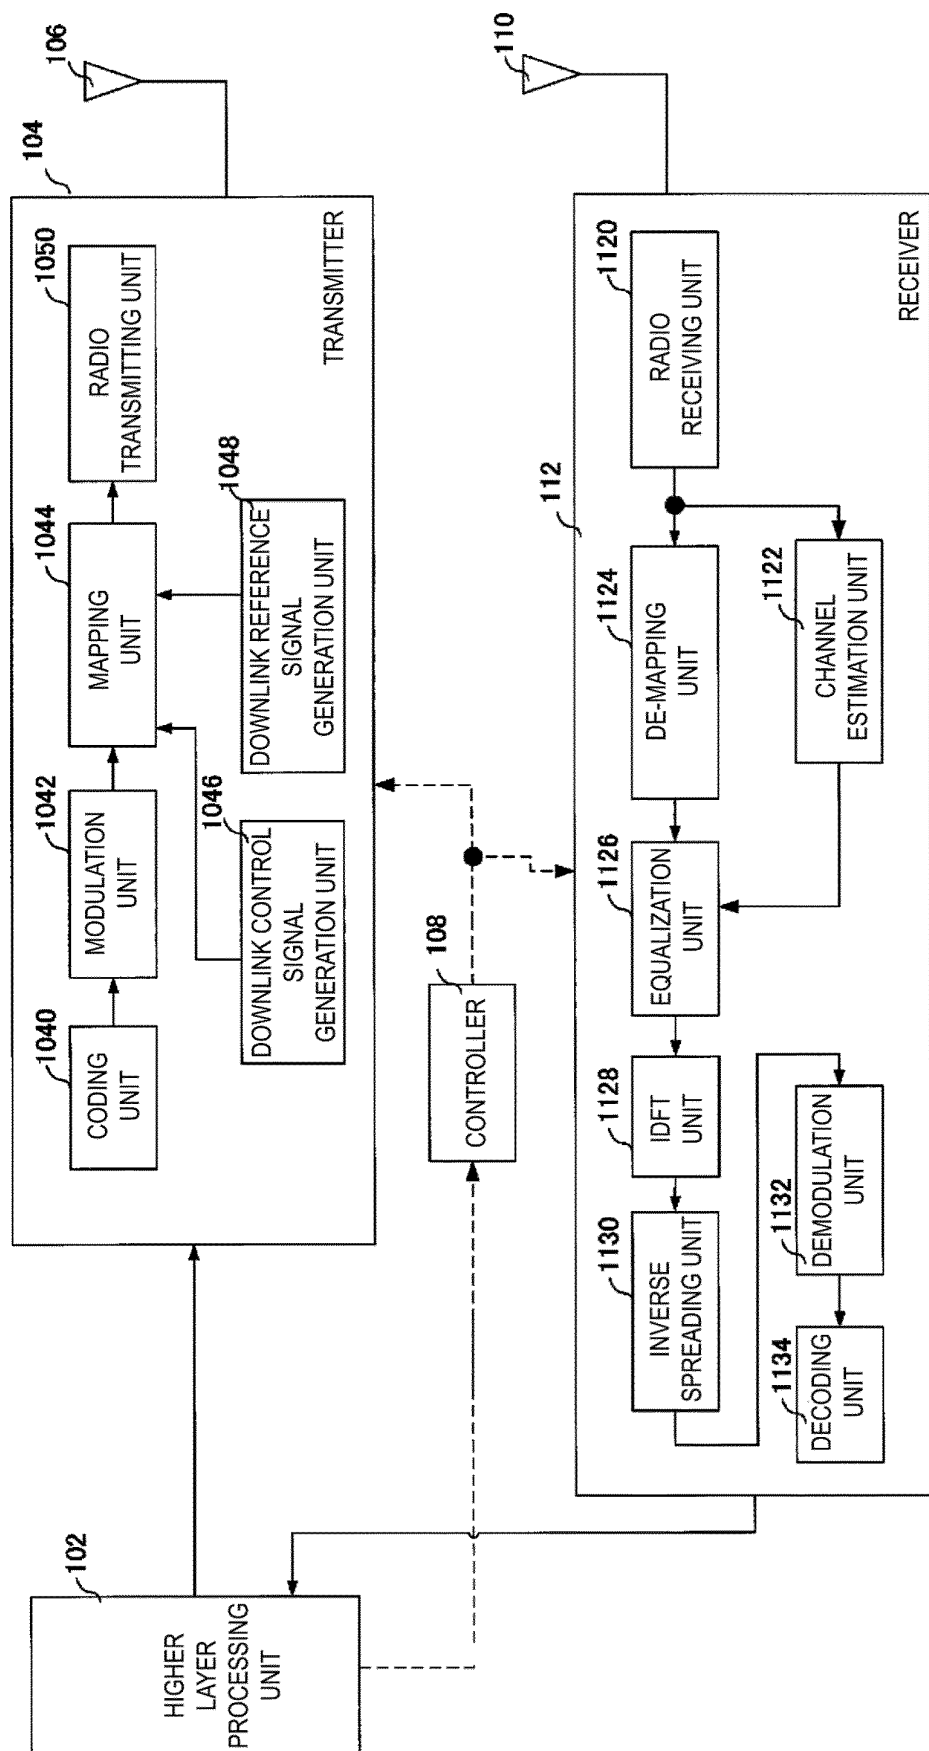 102
HIGHER
LAYER
PROCESSING
UNIT
104
TRANSMITTER
1040
CODING
UNIT
1042
MODULATION
UNIT
1044
MAPPING
UNIT
1050
RADIO
TRANSMITTING UNIT
1046
DOWNLINK CONTROL
SIGNAL
GENERATION UNIT
1048
DOWNLINK REFERENCE
SIGNAL
GENERATION UNIT
106
108
CONTROLLER
110
112
RECEIVER
1130
INVERSE
SPREADING UNIT
1128
IDFT
UNIT
1126
EQUALIZATION
UNIT
1124
DE-MAPPING
UNIT
1120
RADIO
RECEIVING UNIT
1134
DECODING
UNIT
1132
DEMODULATION
UNIT
1122
CHANNEL
ESTIMATION UNIT